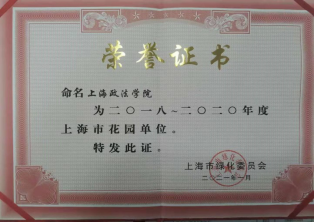 荣誉证书
命名上海政法学院
为二〇一八~二〇二〇年度
上海市花园单位。
特发此证。
上海市绿化委员会
二〇二一年一月